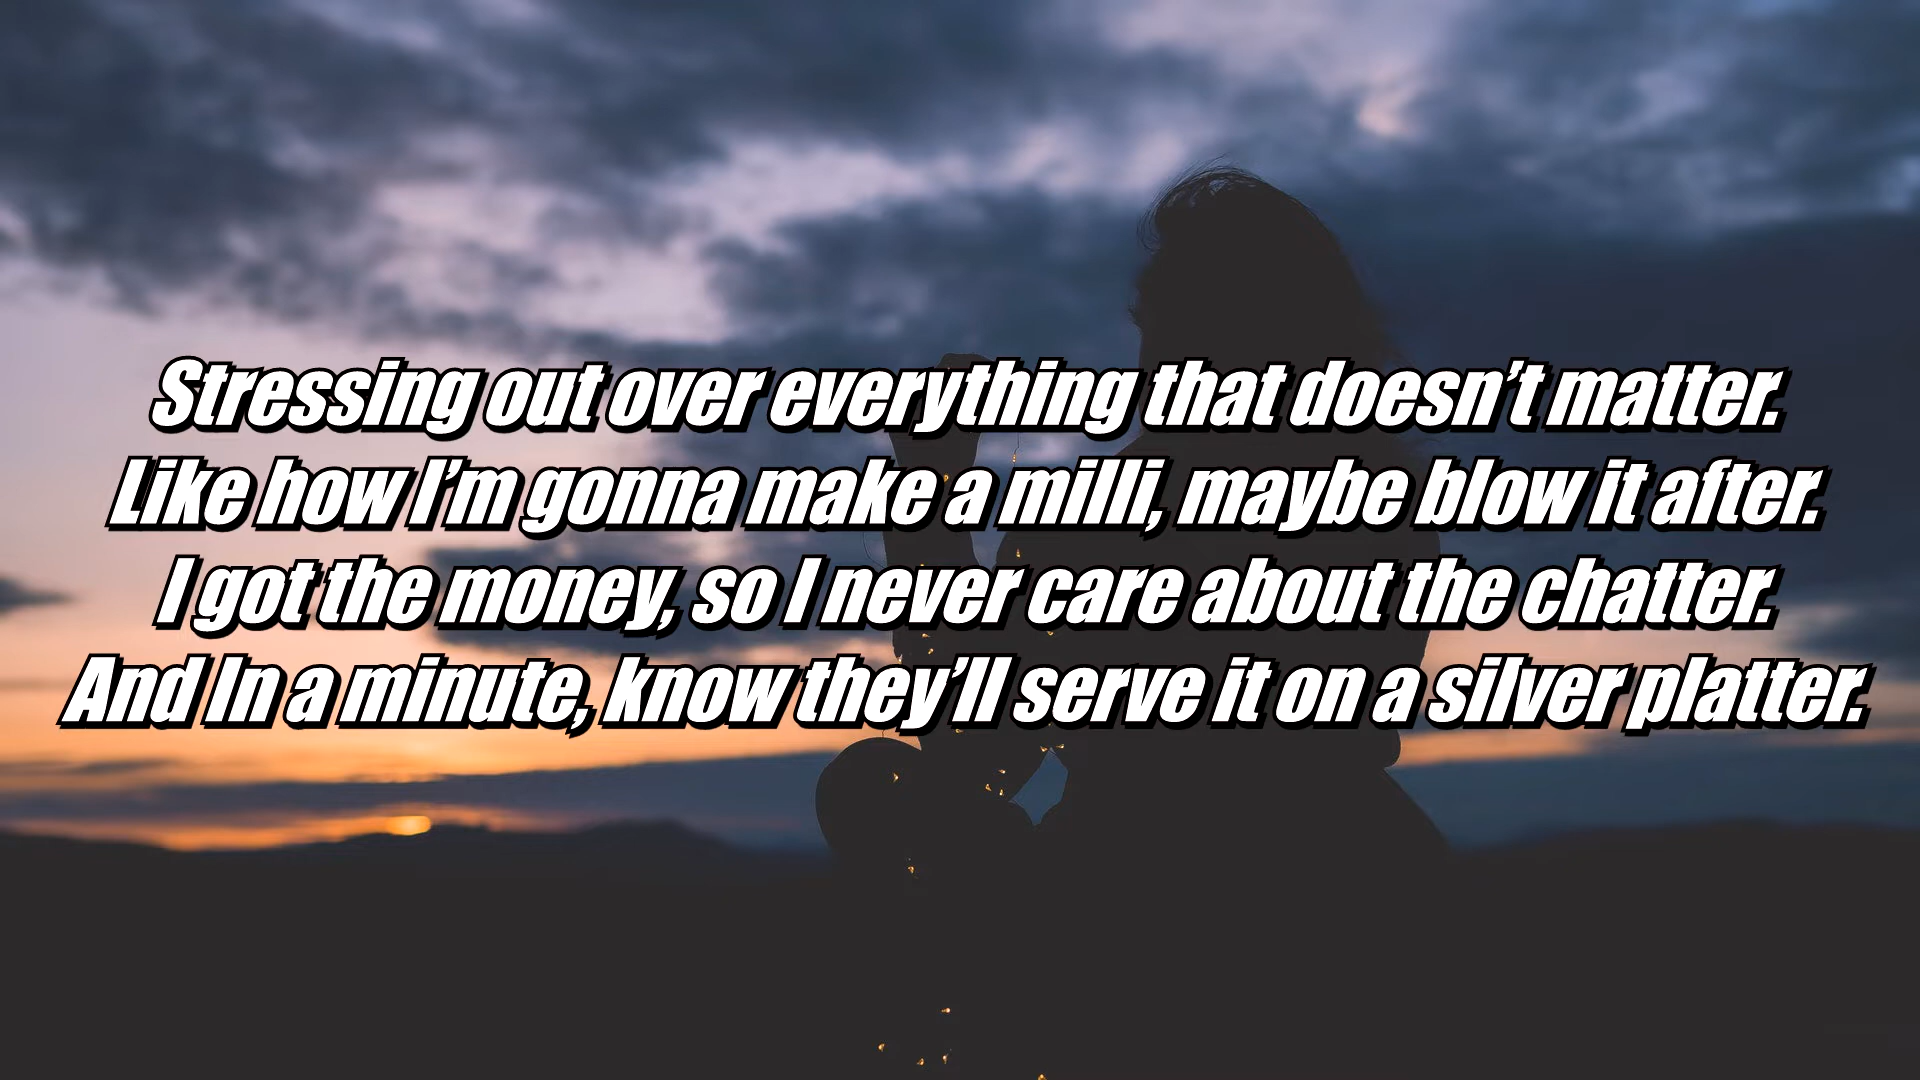 Stressing out over everything that doesn’t matter.
Like how I’m gonna make a milli, maybe blow it after.
I got the money, so I never care about the chatter.
And In a minute, know they’ll serve it on a silver platter.